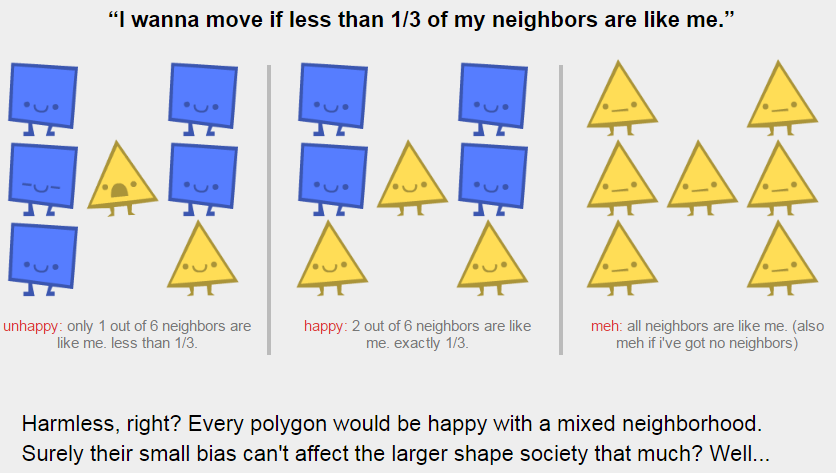 “I wanna move if less than 1/3 of my neighbors are like me.”
unhappy: only 1 out of 6 neighbors are
like me. less than 1/3.
happy: 2 out of 6 neighbors are like
me. exactly 1/3.
meh: all neighbors are like me. (also
meh if i've got no neighbors)
Harmless, right? Every polygon would be happy with a mixed neighborhood.
Surely their small bias can't affect the larger shape society that much? Well...